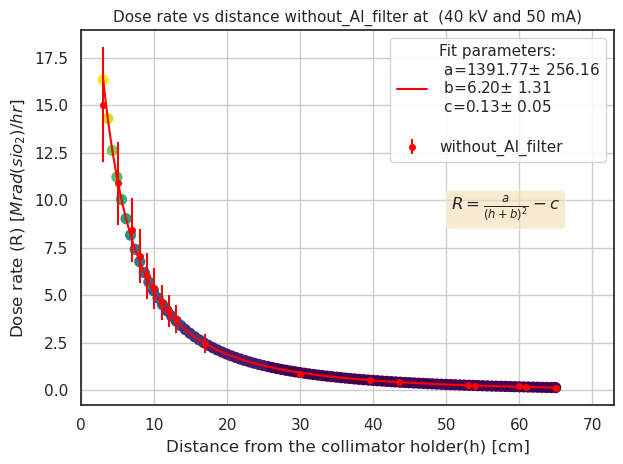 Dose rate vs distance without_Al_filter at  (40 kV and 50 mA)
Dose rate (R) [Mrad(sio₂)/hr]
17.5
15.0
12.5
10.0
7.5
5.0
2.5
0.0
Fit parameters:
a=1391.77± 256.16
b=6.20± 1.31
c=0.13± 0.05
without_Al_filter
R = a/(h+b)² − c
0 10 20 30 40 50 60 70
Distance from the collimator holder(h) [cm]